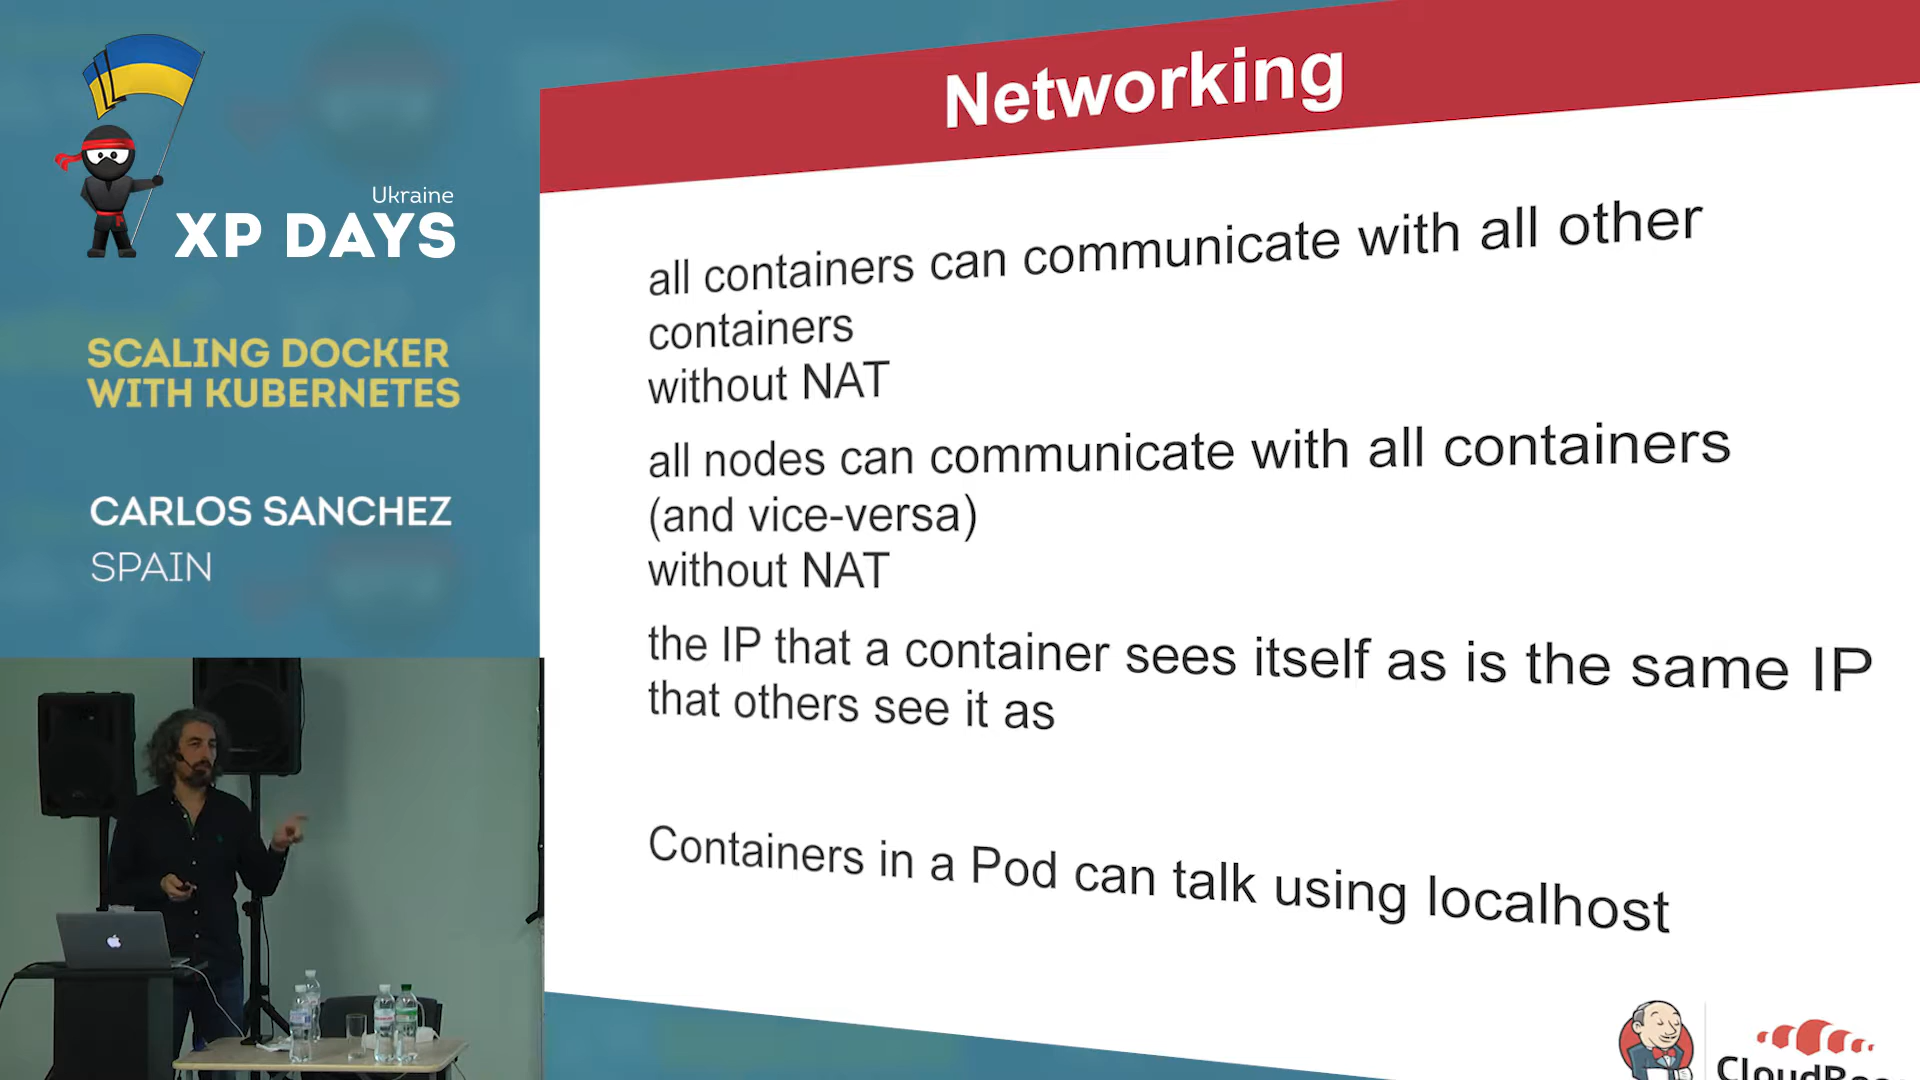 Ukraine
XP DAYS
SCALING DOCKER
WITH KUBERNETES
CARLOS SANCHEZ
SPAIN
Networking
all containers can communicate with all other
containers
without NAT
all nodes can communicate with all containers
(and vice-versa)
without NAT
the IP that a container sees itself as is the same IP
that others see it as
Containers in a Pod can talk using localhost